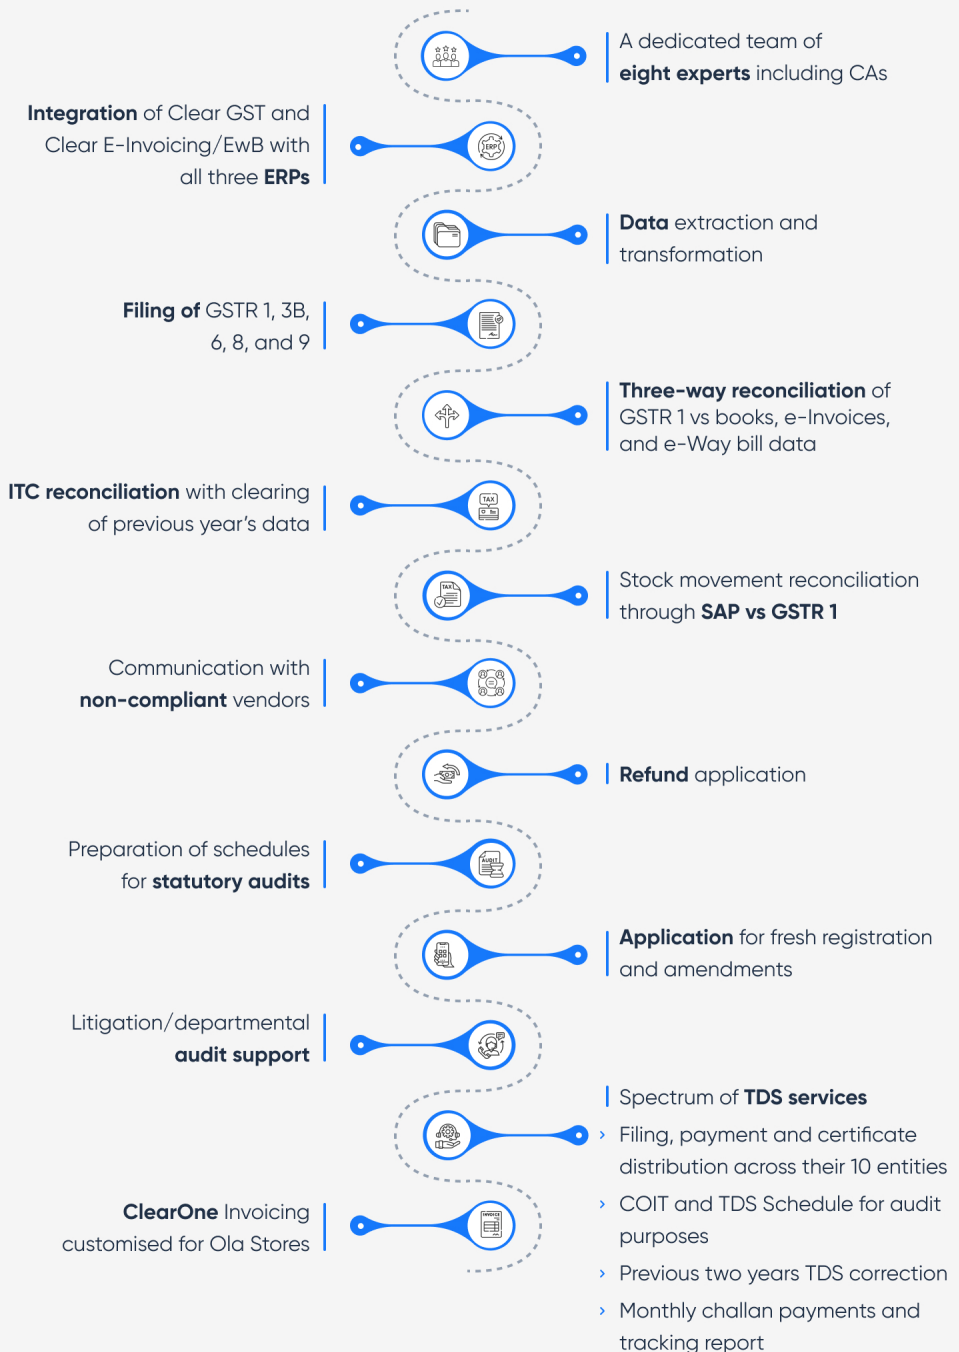 A dedicated team of
eight experts including CAs
Integration of Clear GST and
Clear E-Invoicing/EwB with
all three ERPs
ERP
Data extraction and
transformation
Filing of GSTR 1, 3B,
6, 8, and 9
Three-way reconciliation of
GSTR 1 vs books, e-Invoices,
and e-Way bill data
ITC reconciliation with clearing
of previous year's data
TAX
Stock movement reconciliation
through SAP vs GSTR 1
TAX
Communication with
non-compliant vendors
Refund application
Preparation of schedules
for statutory audits
AUDIT
Application for fresh registration
and amendments
Litigation/departmental
audit support
Spectrum of TDS services
› Filing, payment and certificate
distribution across their 10 entities
› COIT and TDS Schedule for audit
purposes
› Previous two years TDS correction
› Monthly challan payments and
tracking report
ClearOne Invoicing
customised for Ola Stores
INVOICE